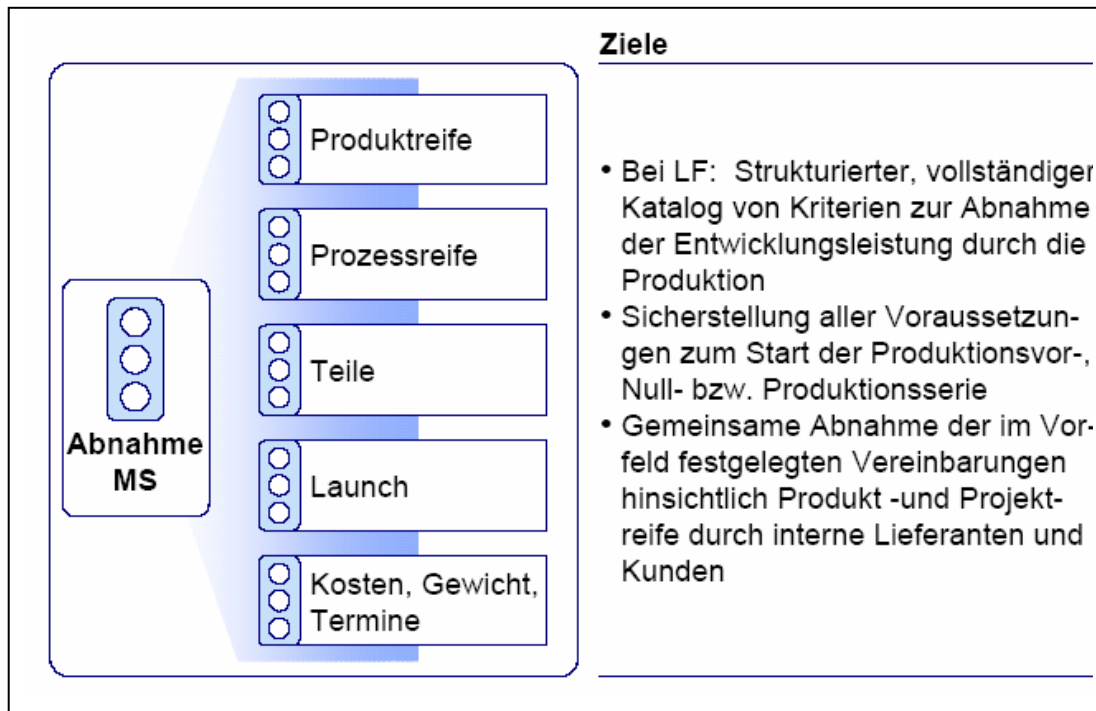 Ziele
Produktreife
Prozessreife
Teile
Launch
Kosten, Gewicht,
Termine
Abnahme
MS
• Bei LF: Strukturierter, vollständiger
Katalog von Kriterien zur Abnahme
der Entwicklungsleistung durch die
Produktion
• Sicherstellung aller Voraussetzun-
gen zum Start der Produktionsvor-,
Null- bzw. Produktionsserie
• Gemeinsame Abnahme der im Vor-
feld festgelegten Vereinbarungen
hinsichtlich Produkt -und Projekt-
reife durch interne Lieferanten und
Kunden